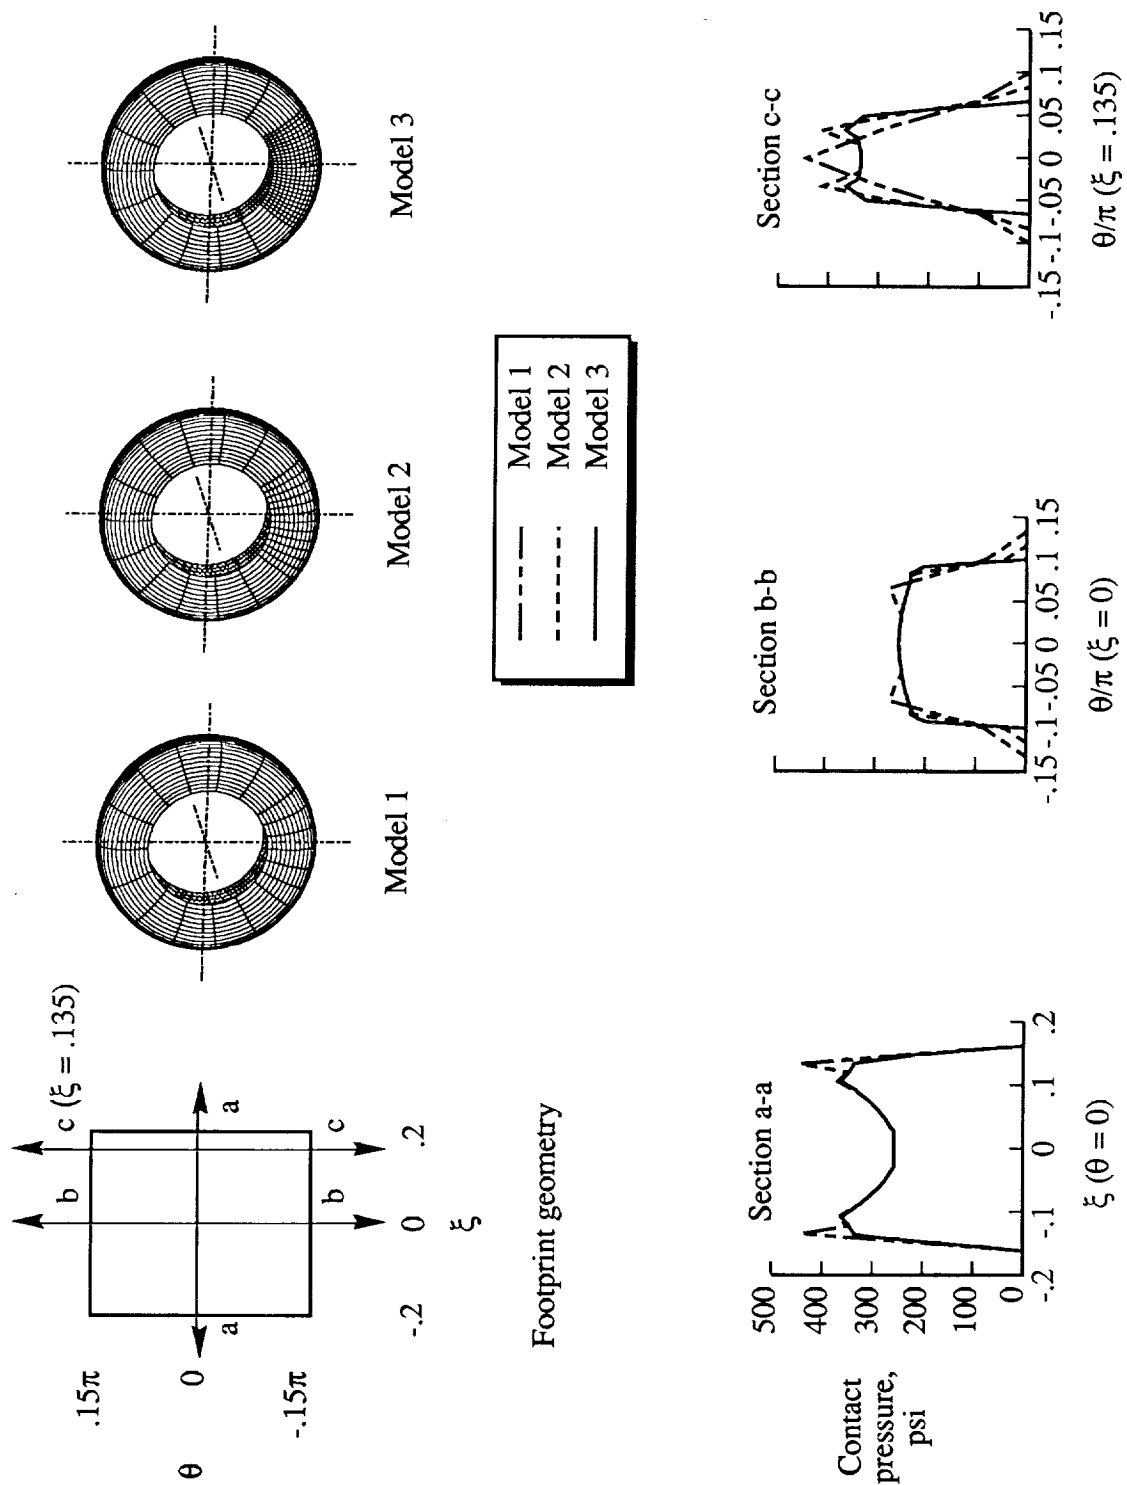 .15π
0
-.15π
θ
c (ξ = .135)
b
a
a
b
c
-.2
0
.2
ξ
Footprint geometry
Model 1
Model 2
Model 3
Model 1
Model 2
Model 3
Contact
pressure,
psi
Section a-a
500
400
300
200
100
0
-.2
-.1
0
.1
.2
ξ (θ = 0)
Section b-b
-.15 -.1 -.05 0 .05 .1 .15
θ/π (ξ = 0)
Section c-c
-.15 -.1 -.05 0 .05 .1 .15
θ/π (ξ = .135)